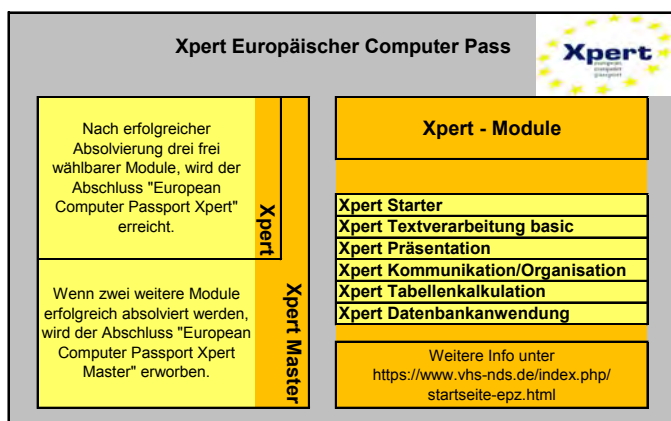 Xpert Europäischer Computer Pass
Xpert
european
computer
passport
Nach erfolgreicher
Absolvierung drei frei
wählbarer Module, wird der
Abschluss "European
Computer Passport Xpert"
erreicht.
Xpert
Wenn zwei weitere Module
erfolgreich absolviert werden,
wird der Abschluss "European
Computer Passport Xpert
Master" erworben.
Xpert Master
Xpert - Module
Xpert Starter
Xpert Textverarbeitung basic
Xpert Präsentation
Xpert Kommunikation/Organisation
Xpert Tabellenkalkulation
Xpert Datenbankanwendung
Weitere Info unter
https://www.vhs-nds.de/index.php/
startseite-epz.html